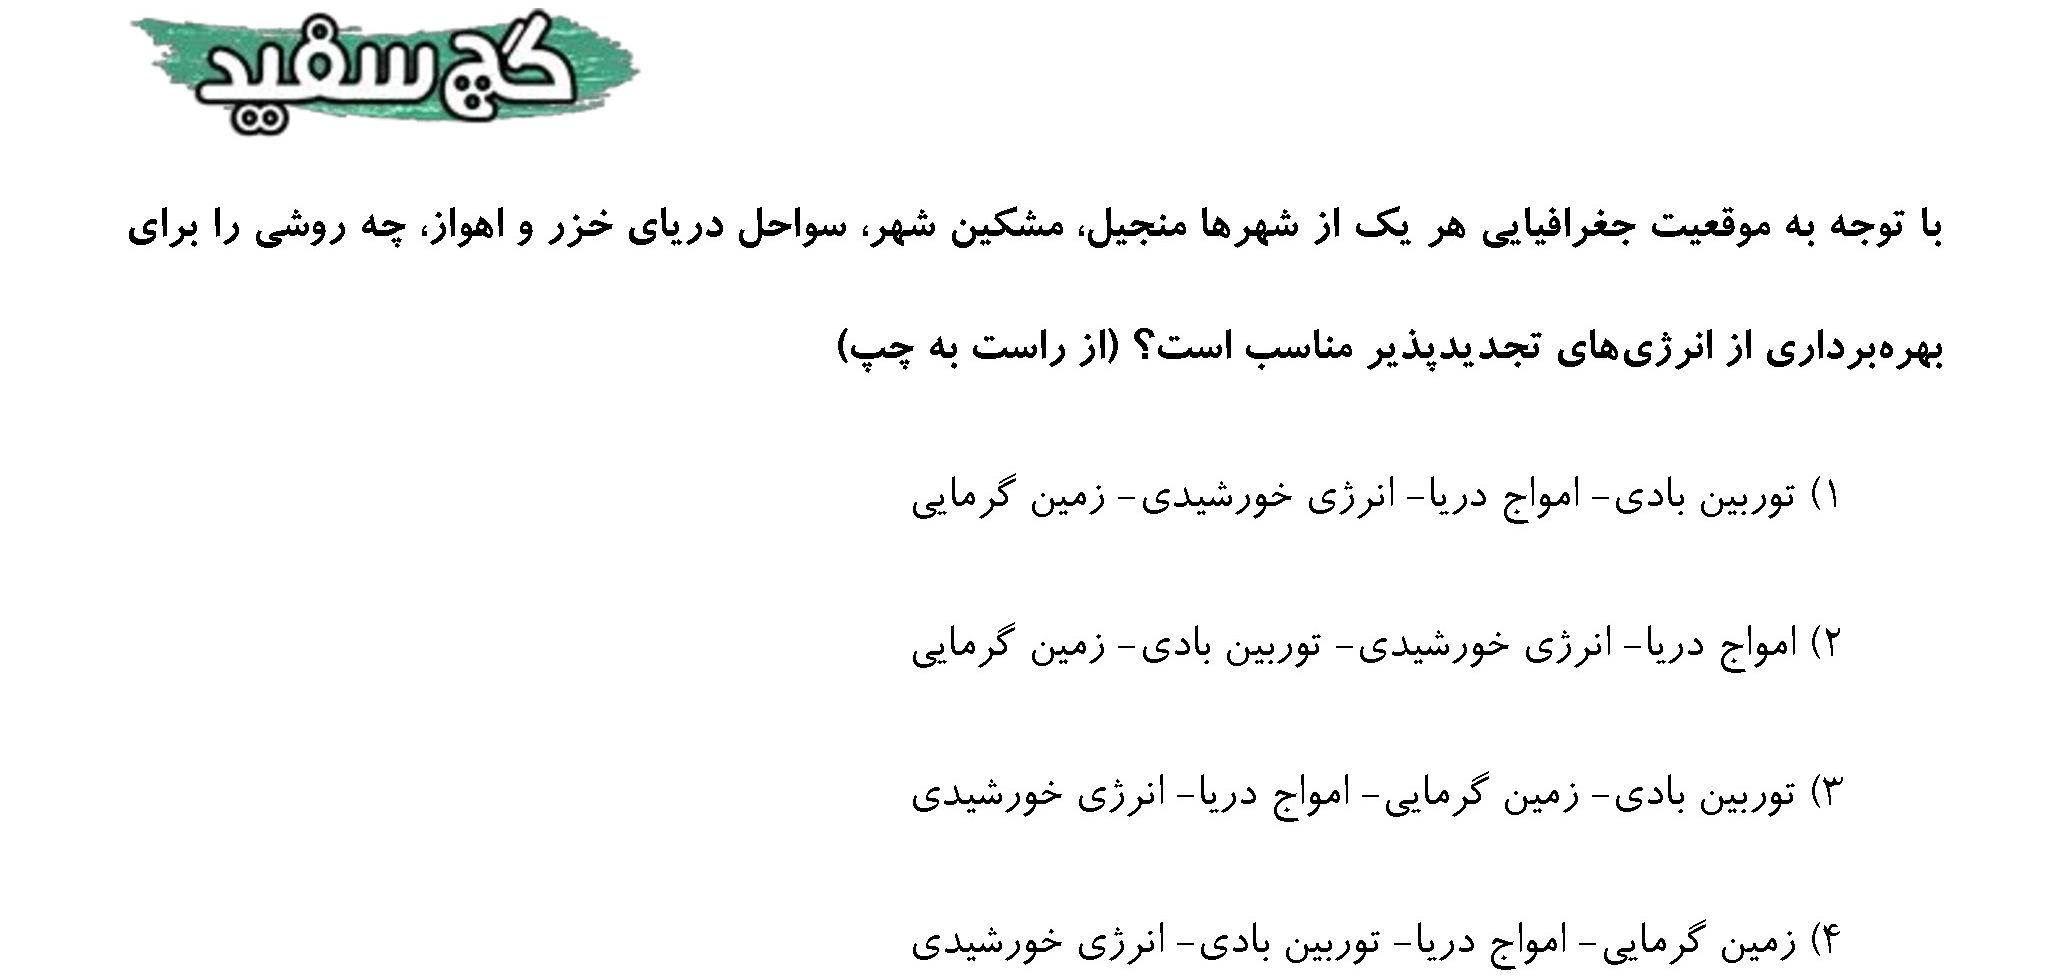 گچ سفید
با توجه به موقعیت جغرافیایی هر یک از شهرها منجیل، مشکین شهر، سواحل دریای خزر و اهواز، چه روشی را برای
بهره‌برداری از انرژی‌های تجدیدپذیر مناسب است؟ (از راست به چپ)
۱) توربین بادی- امواج دریا- انرژی خورشیدی- زمین گرمایی
۲) امواج دریا- انرژی خورشیدی- توربین بادی- زمین گرمایی
۳) توربین بادی- زمین گرمایی- امواج دریا- انرژی خورشیدی
۴) زمین گرمایی- امواج دریا- توربین بادی- انرژی خورشیدی